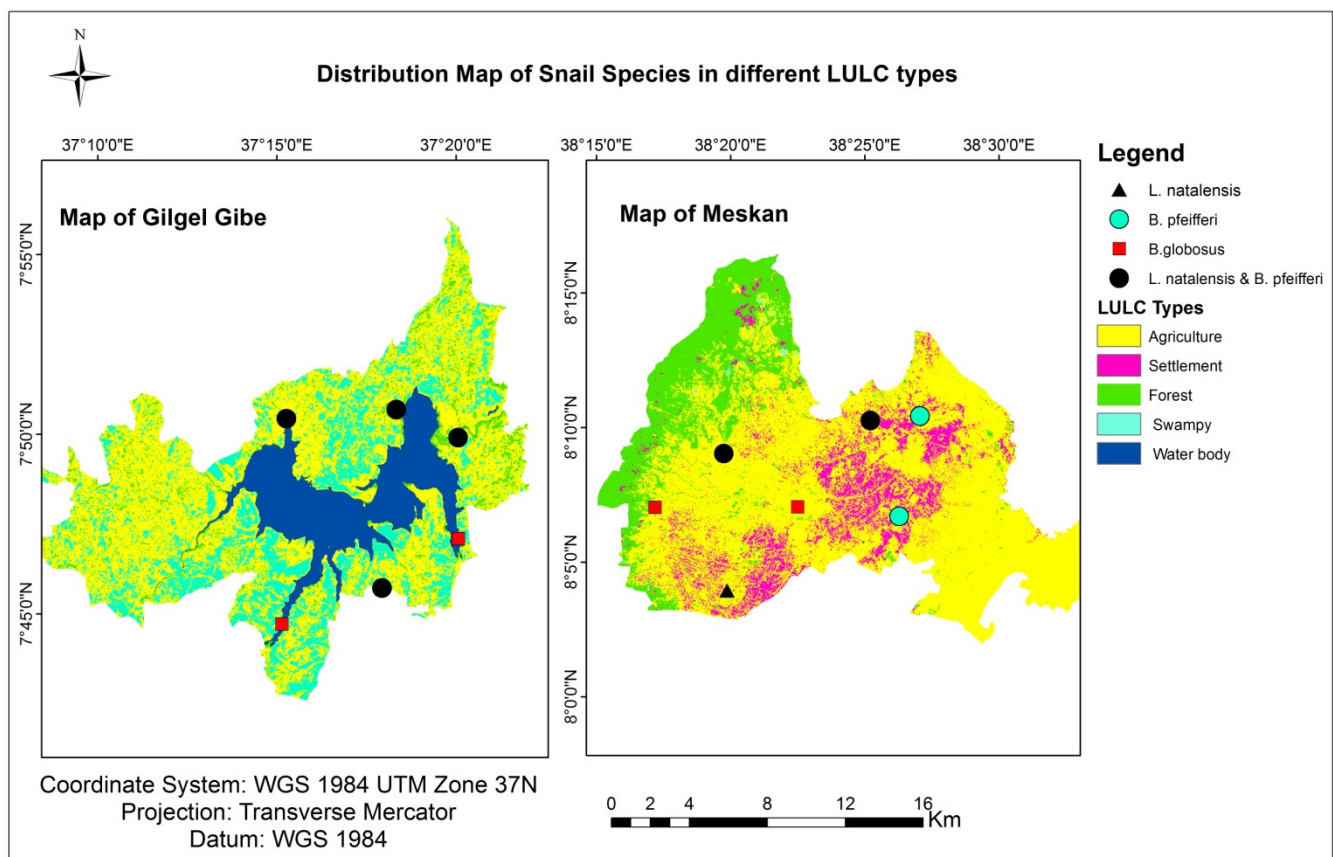 N
Distribution Map of Snail Species in different LULC types
37°10'0"E 37°15'0"E 37°20'0"E
Map of Gilgel Gibe
7°55'0"N
7°50'0"N
7°45'0"N
38°15'0"E 38°20'0"E 38°25'0"E 38°30'0"E
Map of Meskan
8°15'0"N
8°10'0"N
8°5'0"N
8°0'0"N
Legend
L. natalensis
B. pfeifferi
B.globosus
L. natalensis & B. pfeifferi
LULC Types
Agriculture
Settlement
Forest
Swampy
Water body
Coordinate System: WGS 1984 UTM Zone 37N
Projection: Transverse Mercator
Datum: WGS 1984
0 2 4 8 12 16
Km